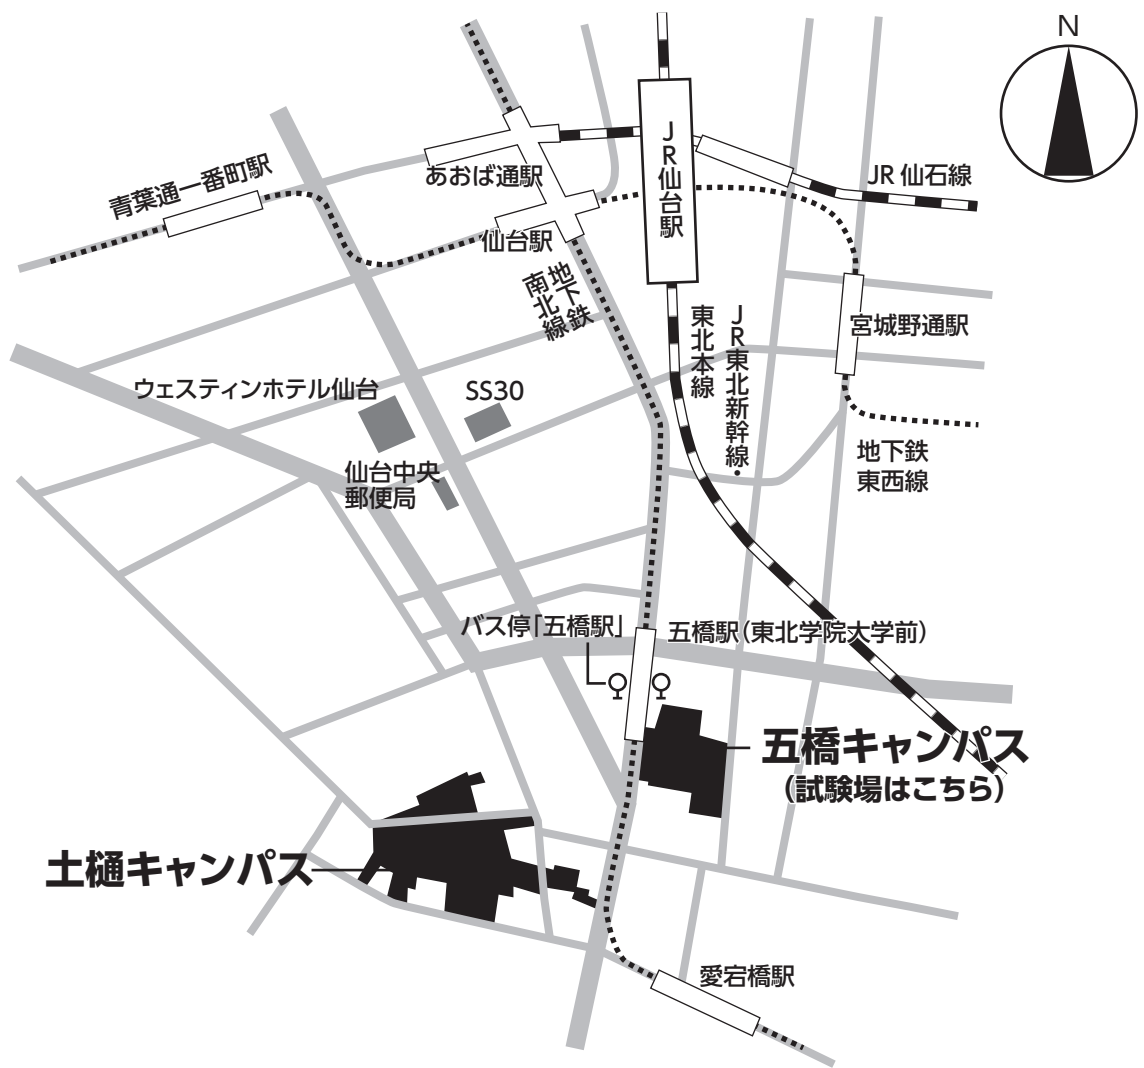 N
JR仙台駅
あおば通駅
JR仙石線
青葉通一番町駅
仙台駅
地下鉄
南北線
宮城野通駅
JR東北新幹線・
東北本線
ウェスティンホテル仙台
SS30
地下鉄
東西線
仙台中央
郵便局
バス停「五橋駅」
五橋駅(東北学院大学前)
五橋キャンパス
(試験場はこちら)
土樋キャンパス
愛宕橋駅